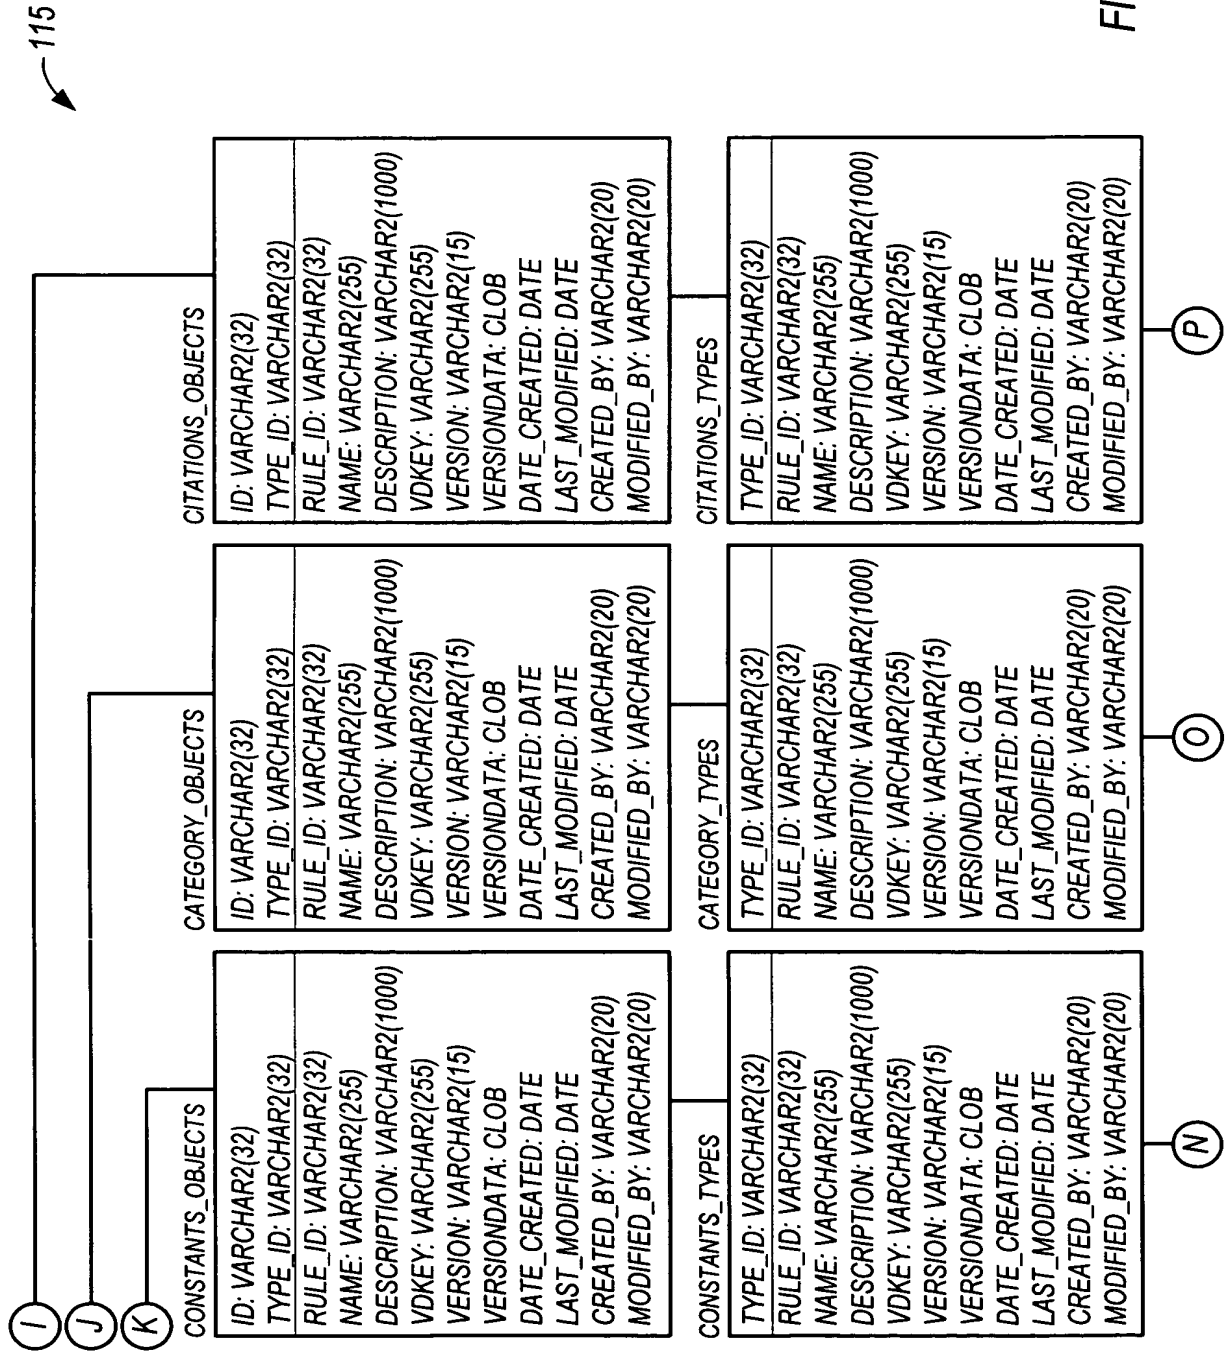 115
I
J
K
CONSTANTS_OBJECTS
ID: VARCHAR2(32)
TYPE_ID: VARCHAR2(32)
RULE_ID: VARCHAR2(32)
NAME: VARCHAR2(255)
DESCRIPTION: VARCHAR2(1000)
VDKEY: VARCHAR2(255)
VERSION: VARCHAR2(15)
VERSIONDATA: CLOB
DATE_CREATED: DATE
LAST_MODIFIED: DATE
CREATED_BY: VARCHAR2(20)
MODIFIED_BY: VARCHAR2(20)
CATEGORY_OBJECTS
ID: VARCHAR2(32)
TYPE_ID: VARCHAR2(32)
RULE_ID: VARCHAR2(32)
NAME: VARCHAR2(255)
DESCRIPTION: VARCHAR2(1000)
VDKEY: VARCHAR2(255)
VERSION: VARCHAR2(15)
VERSIONDATA: CLOB
DATE_CREATED: DATE
LAST_MODIFIED: DATE
CREATED_BY: VARCHAR2(20)
MODIFIED_BY: VARCHAR2(20)
CITATIONS_OBJECTS
ID: VARCHAR2(32)
TYPE_ID: VARCHAR2(32)
RULE_ID: VARCHAR2(32)
NAME: VARCHAR2(255)
DESCRIPTION: VARCHAR2(1000)
VDKEY: VARCHAR2(255)
VERSION: VARCHAR2(15)
VERSIONDATA: CLOB
DATE_CREATED: DATE
LAST_MODIFIED: DATE
CREATED_BY: VARCHAR2(20)
MODIFIED_BY: VARCHAR2(20)
CONSTANTS_TYPES
TYPE_ID: VARCHAR2(32)
RULE_ID: VARCHAR2(32)
NAME: VARCHAR2(255)
DESCRIPTION: VARCHAR2(1000)
VDKEY: VARCHAR2(255)
VERSION: VARCHAR2(15)
VERSIONDATA: CLOB
DATE_CREATED: DATE
LAST_MODIFIED: DATE
CREATED_BY: VARCHAR2(20)
MODIFIED_BY: VARCHAR2(20)
CATEGORY_TYPES
TYPE_ID: VARCHAR2(32)
RULE_ID: VARCHAR2(32)
NAME: VARCHAR2(255)
DESCRIPTION: VARCHAR2(1000)
VDKEY: VARCHAR2(255)
VERSION: VARCHAR2(15)
VERSIONDATA: CLOB
DATE_CREATED: DATE
LAST_MODIFIED: DATE
CREATED_BY: VARCHAR2(20)
MODIFIED_BY: VARCHAR2(20)
CITATIONS_TYPES
TYPE_ID: VARCHAR2(32)
RULE_ID: VARCHAR2(32)
NAME: VARCHAR2(255)
DESCRIPTION: VARCHAR2(1000)
VDKEY: VARCHAR2(255)
VERSION: VARCHAR2(15)
VERSIONDATA: CLOB
DATE_CREATED: DATE
LAST_MODIFIED: DATE
CREATED_BY: VARCHAR2(20)
MODIFIED_BY: VARCHAR2(20)
N
O
P